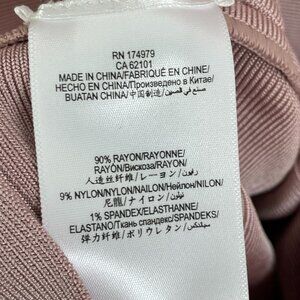 RN 174979
CA 62101
MADE IN CHINA/FABRIQUÉ EN CHINE/
HECHO EN CHINA/Произведено в Китае/
صنع في الصين/
BUATAN CHINA/中国制造/
90% RAYON/RAYONNE/
RAYÓN/Вискоза/RAYON/
رايون/
人造丝纤维/レーヨン/
9% NYLON/NYLON/NAILON/Нейлон/NILON/
نايلون/
尼龍/ナイロン/
1% SPANDEX/ELASTHANNE/
ELASTANO/Ткань спандекс/SPANDEKS/
سباندكس/
弹力纤维/ポリウレタン/